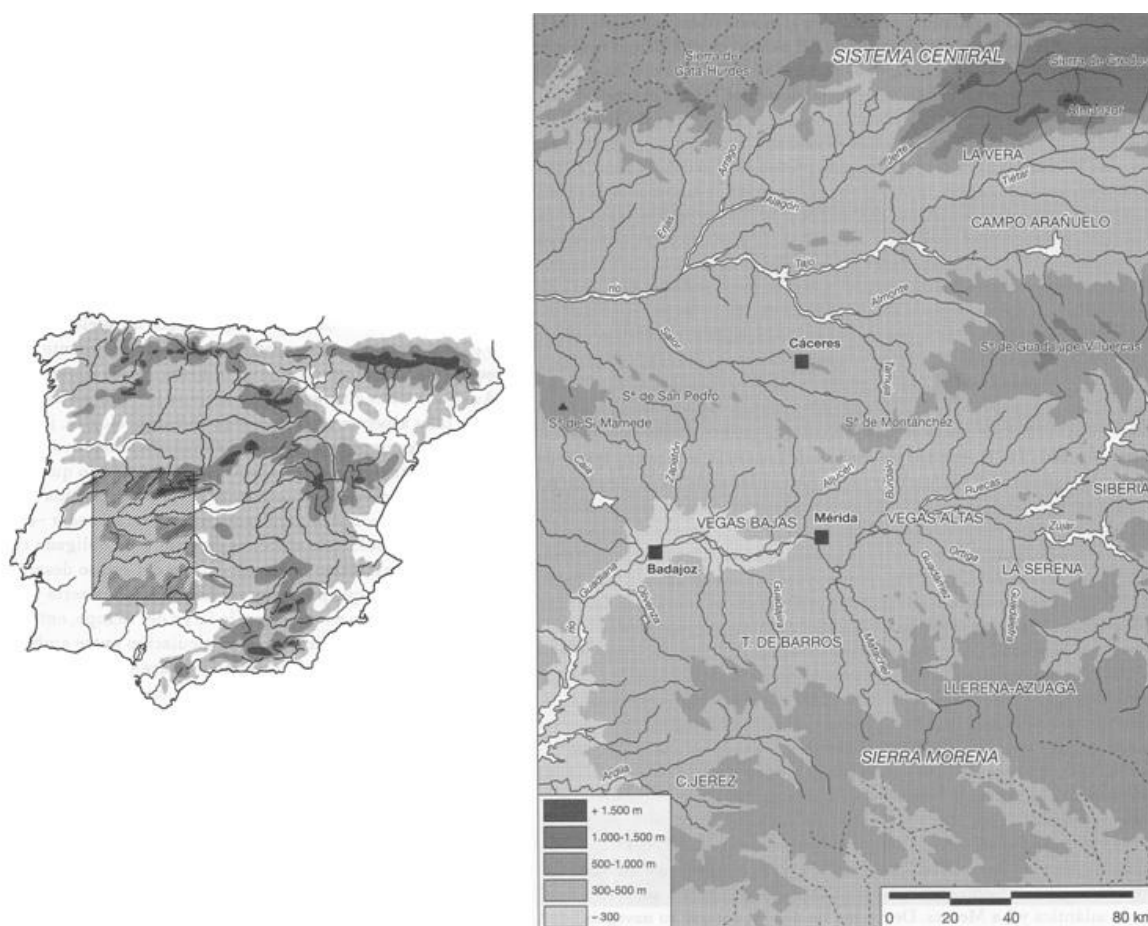 SISTEMA CENTRAL
Sierra de
Gata-Hurdes
Sierra de Gredos
Almanzor
LA VERA
Jerte
Tiétar
Arrago
Alagón
Erjas
CAMPO ARAÑUELO
Tajo
río
Almonte
Salor
Cáceres
Tamuja
Sª de Guadalupe-Villuercas
Sª de San Pedro
Sª de S. Mamede
Sª de Montánchez
Caia
Zapatón
Aljucén
Búrdalo
Ruecas
SIBERIA
VEGAS BAJAS
Mérida
VEGAS ALTAS
Zújar
Badajoz
Ortiga
LA SERENA
Guadiana
Olivenza
Guadajira
Guadámez
río
T. DE BARROS
Matachel
LLERENA-AZUAGA
SIERRA MORENA
Ardila
C.JEREZ
+ 1.500 m
1.000-1.500 m
500-1.000 m
300-500 m
– 300
0 20 40 80 km